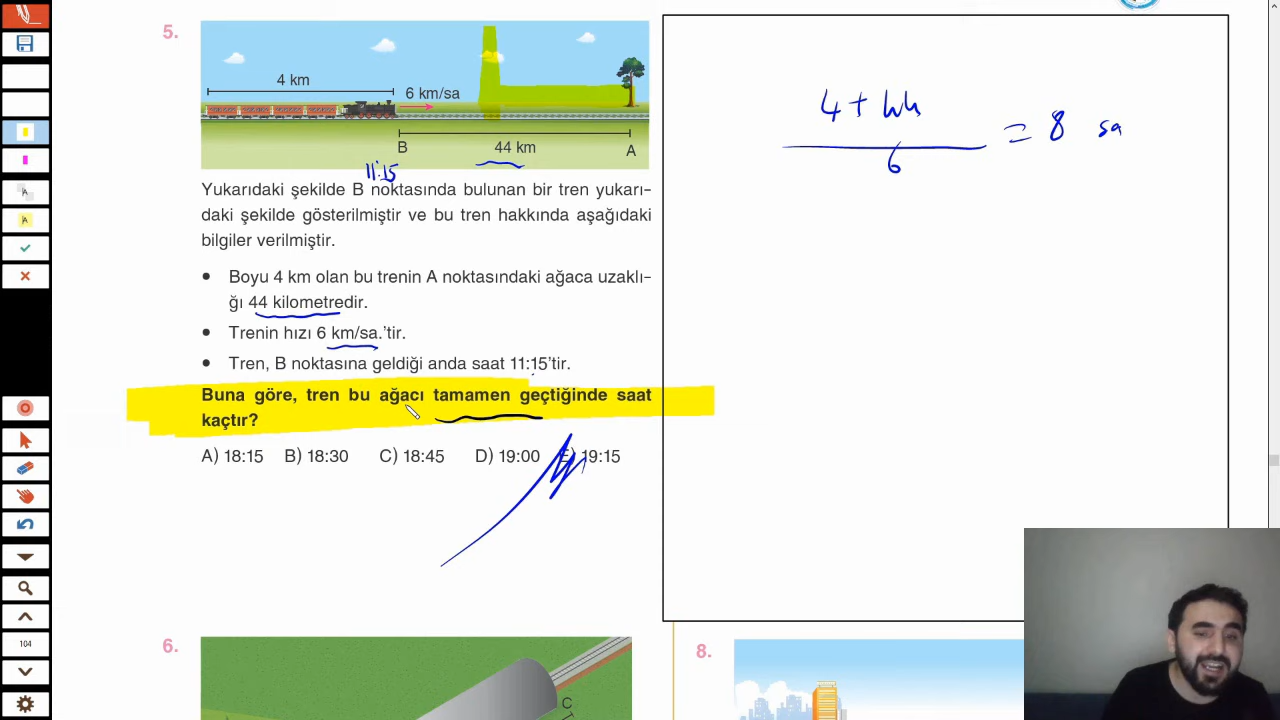 5.
4 km
6 km/sa
B
44 km
A
11:15
Yukarıdaki şekilde B noktasında bulunan bir tren yukarı-
daki şekilde gösterilmiştir ve bu tren hakkında aşağıdaki
bilgiler verilmiştir.
• Boyu 4 km olan bu trenin A noktasındaki ağaca uzaklı-
ğı 44 kilometredir.
• Trenin hızı 6 km/sa.'tir.
• Tren, B noktasına geldiği anda saat 11:15'tir.
Buna göre, tren bu ağacı tamamen geçtiğinde saat
kaçtır?
A) 18:15 B) 18:30 C) 18:45 D) 19:00 E) 19:15
4 + 44
6
= 8 sa
6.
C
8.
104
A
A